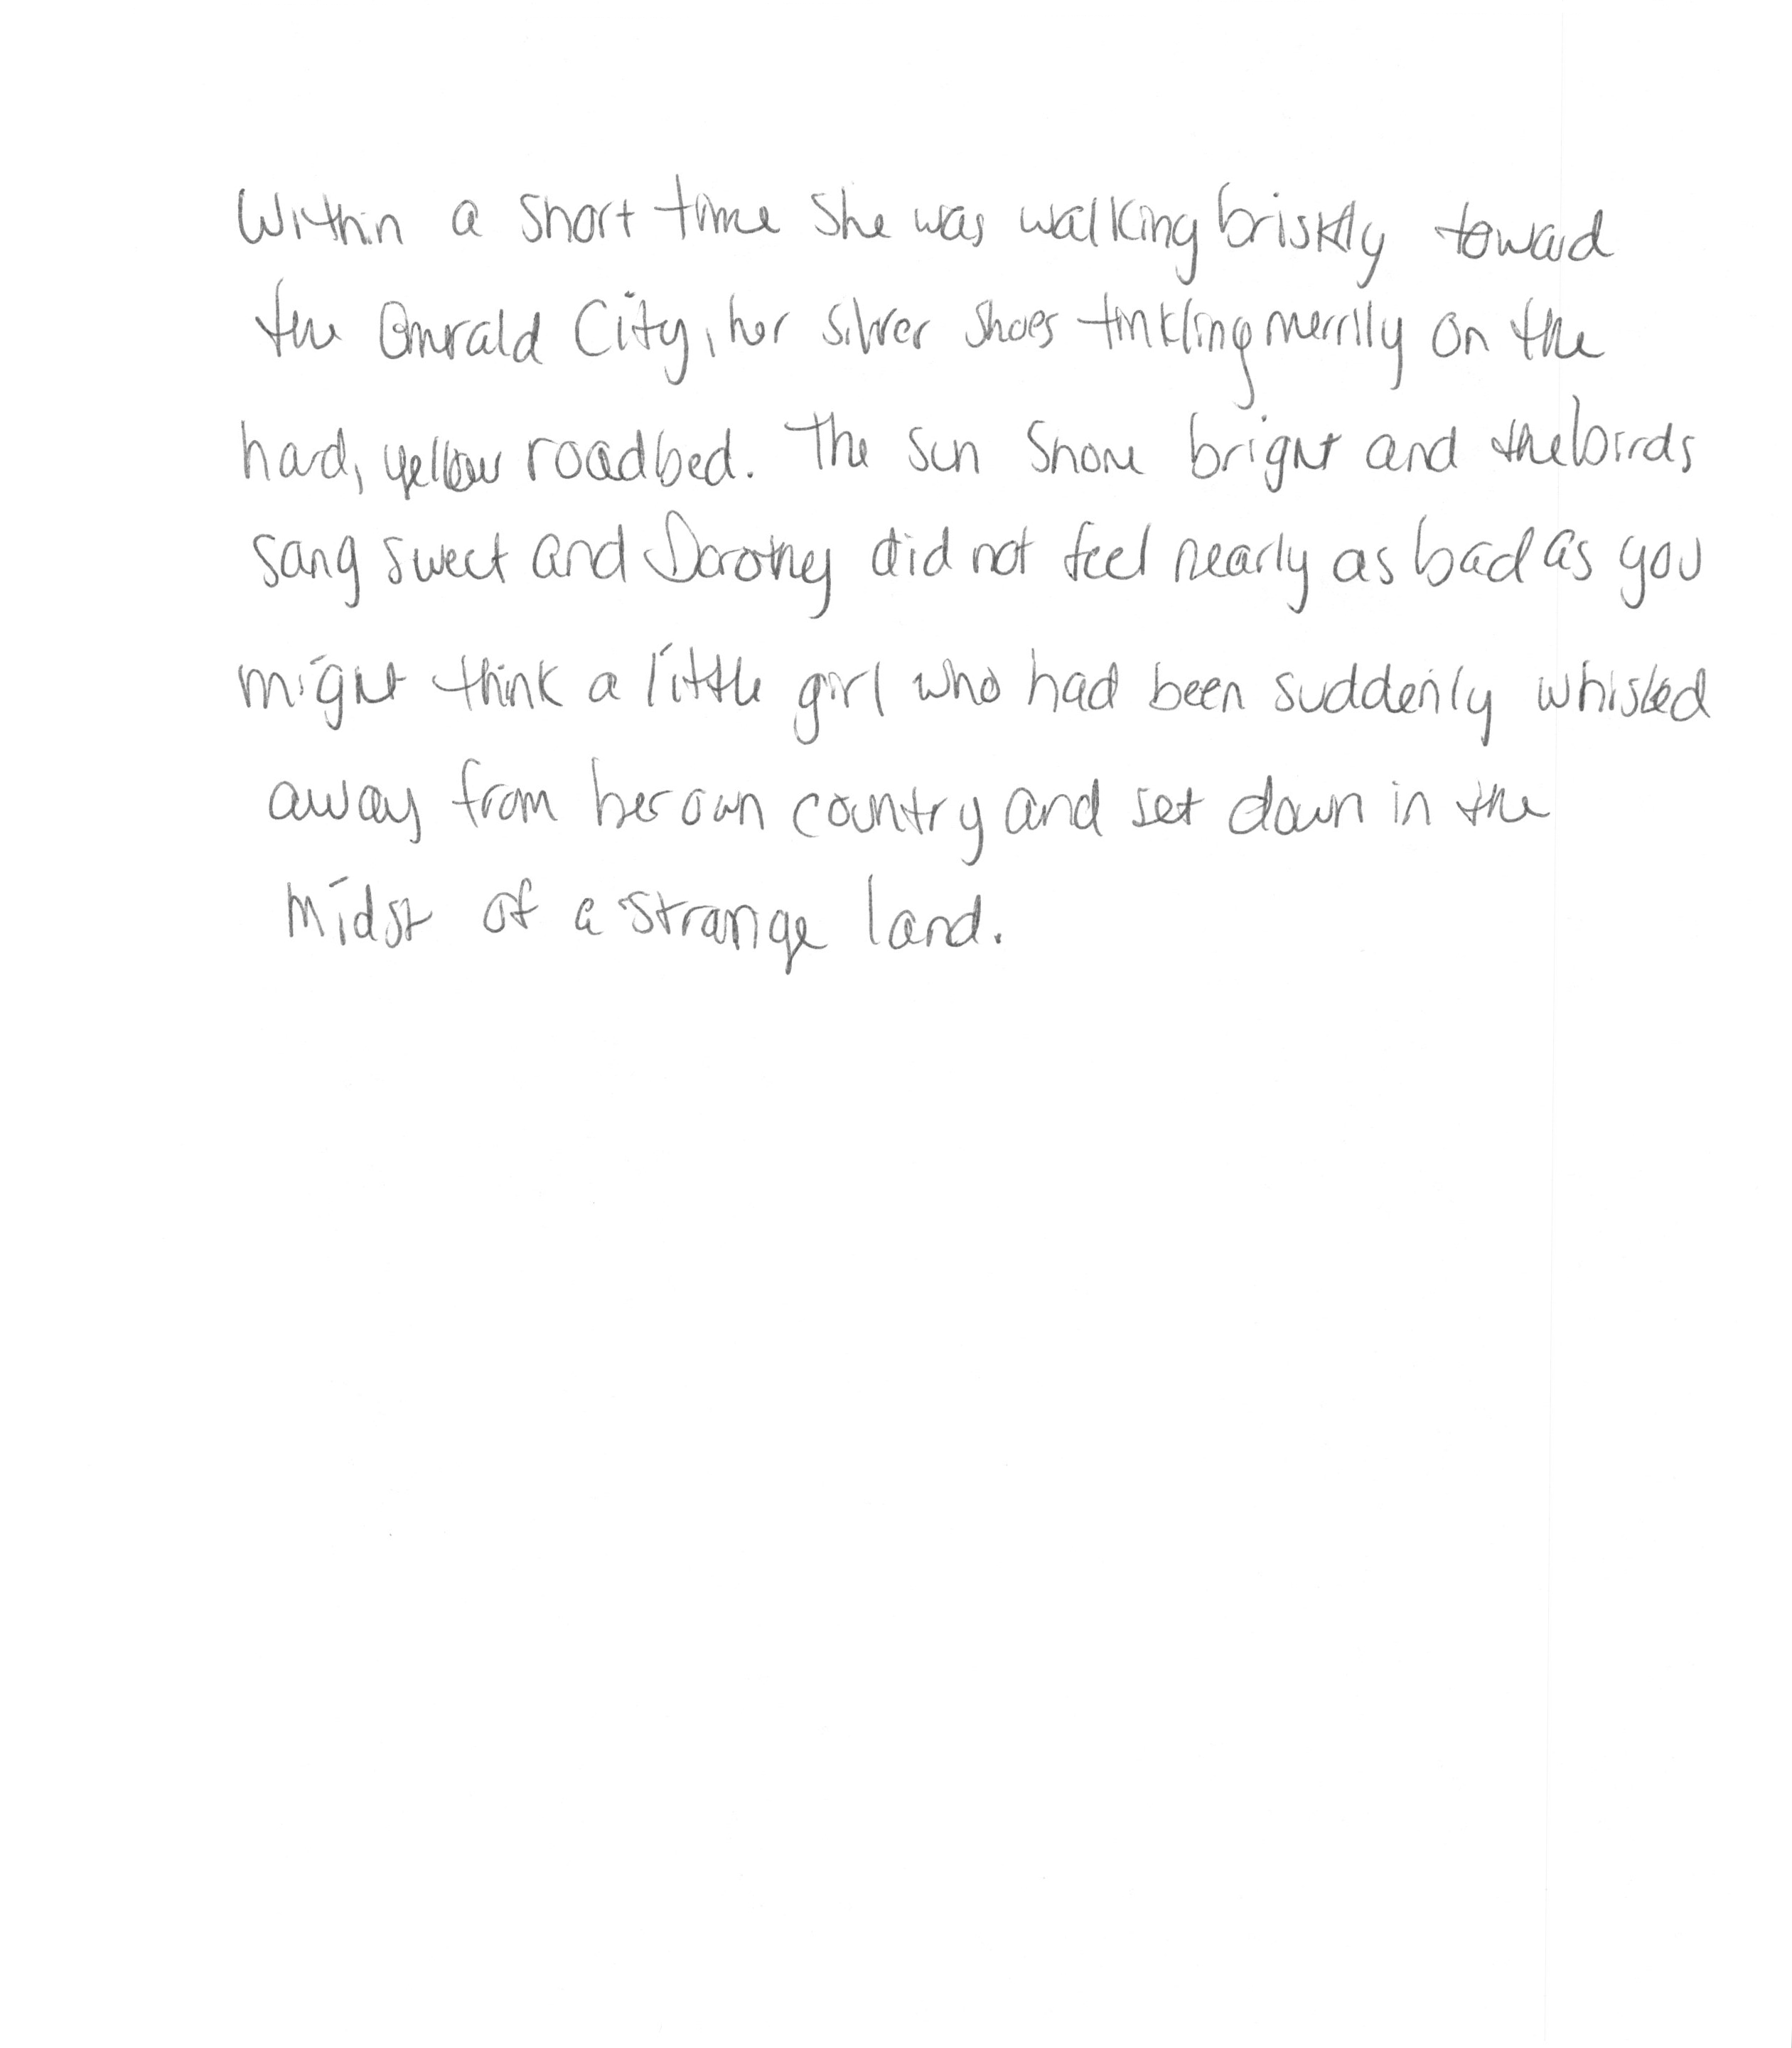 Within a short time she was walking briskly toward
the Emerald City, her silver shoes tinkling merrily on the
hard, yellow roadbed. The sun shone bright and the birds
sang sweet and Dorothy did not feel nearly as bad as you
might think a little girl who had been suddenly whisked
away from her own country and set down in the
midst of a strange land.